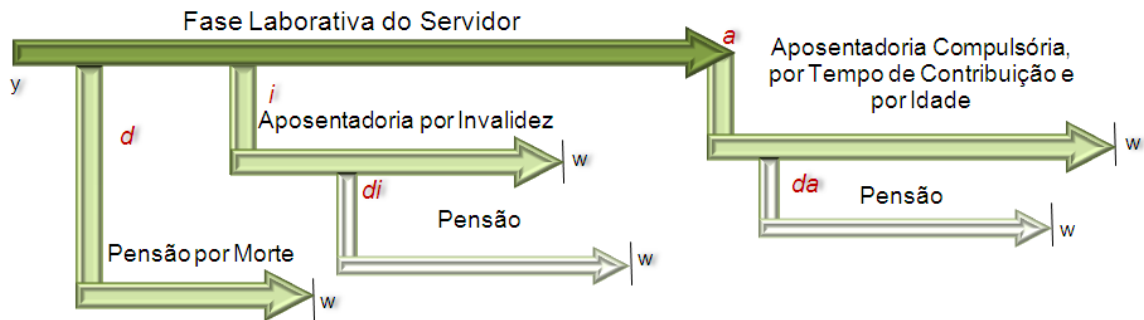 Fase Laborativa do Servidor
a
Aposentadoria Compulsória,
por Tempo de Contribuição e
por Idade
y
i
d
Aposentadoria por Invalidez
w
w
di
da
Pensão
Pensão
w
Pensão por Morte
w
w